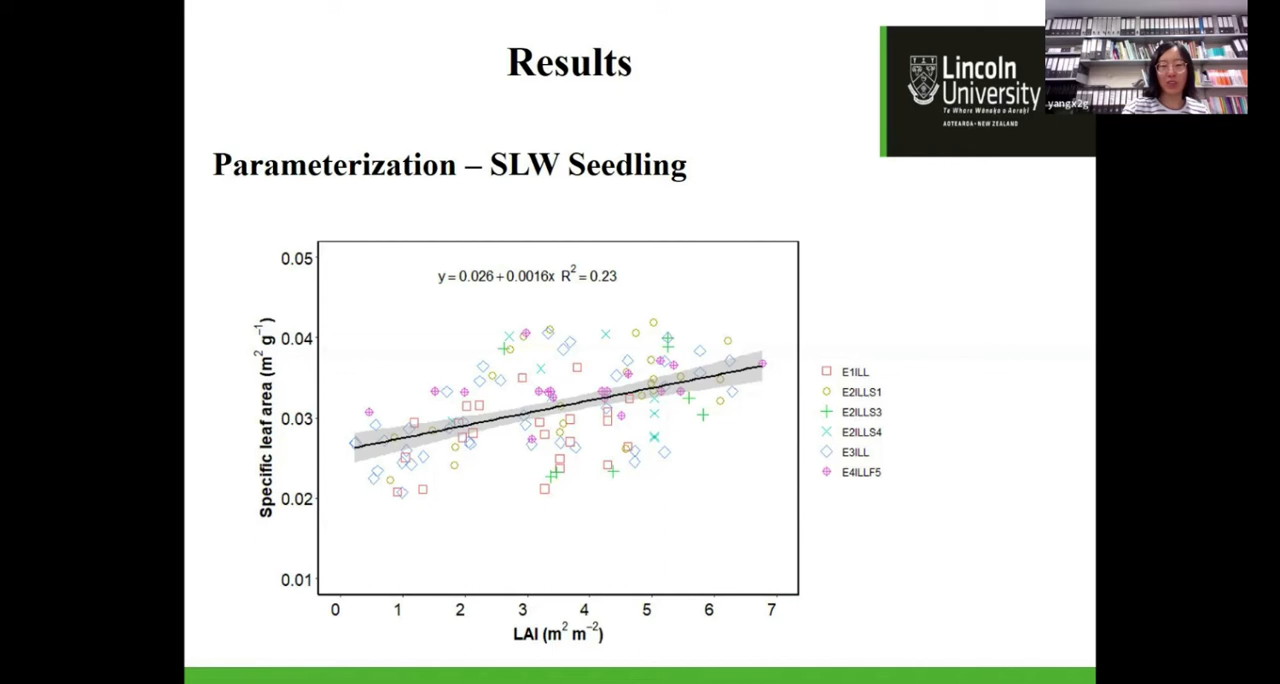 Results
Lincoln
University
Te Whare Wānaka o Aoraki
AOTEAROA • NEW ZEALAND
yangx2g
Parameterization – SLW Seedling
y = 0.026 + 0.0016x R² = 0.23
Specific leaf area (m² g⁻¹)
0.05
0.04
0.03
0.02
0.01
0 1 2 3 4 5 6 7
LAI (m² m⁻²)
E1ILL
E2ILLS1
E2ILLS3
E2ILLS4
E3ILL
E4ILLF5